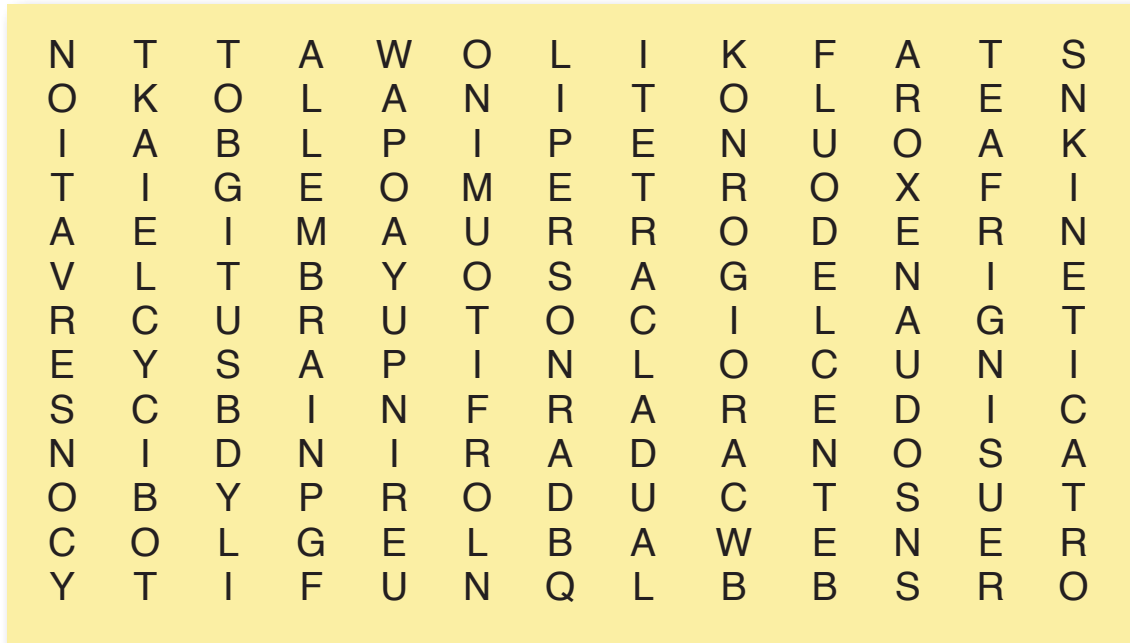 N T T A W O L I K F A T S
O K O L A N I T O L R E N
I A B L P I P E N U O A K
T I G E O M E T R O X F I
A E I M A U R R O D E R N
V L T B Y O S A G E N I E
R C U R U T O C I L A G T
E Y S A P I N L O C U N I
S C B I N F R A R E D I C
N I D N I R A D A N O S A
O B Y P R O D U C T S U T
C O L G E L B A W E N E R
Y T I F U N Q L B B S R O